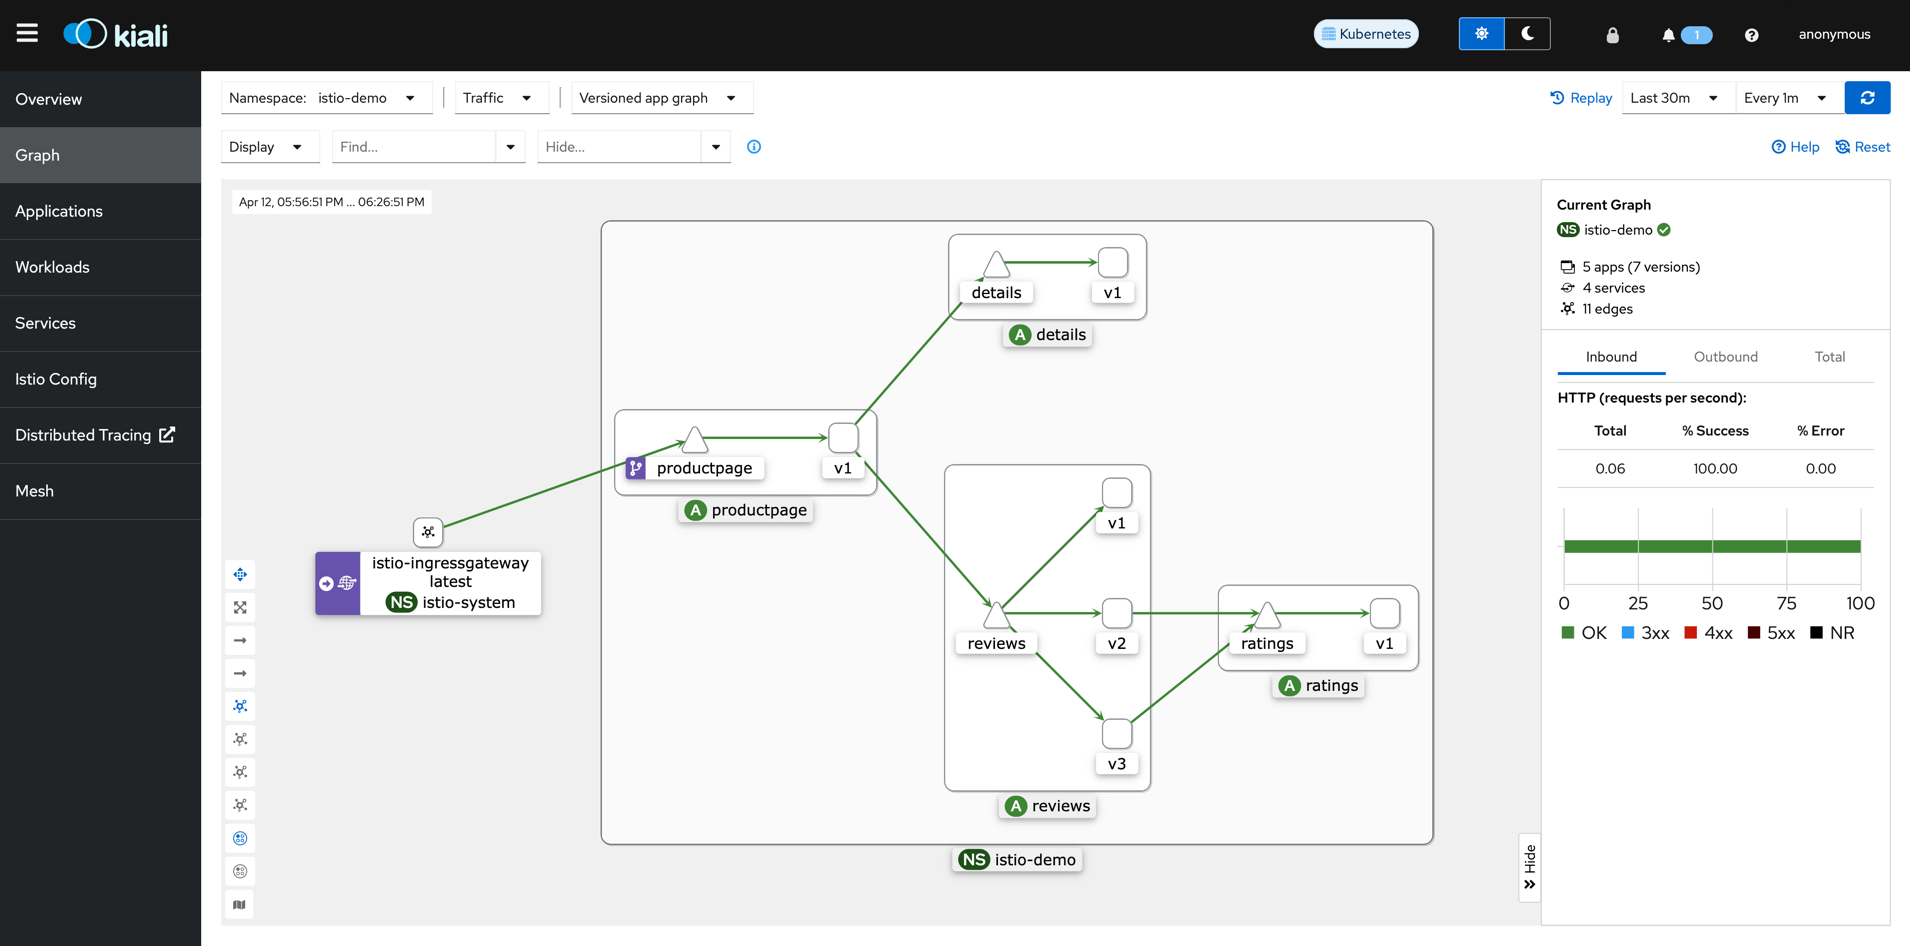 kiali
Kubernetes
1
anonymous
Overview
Graph
Applications
Workloads
Services
Istio Config
Distributed Tracing
Mesh
Namespace: istio-demo
Traffic
Versioned app graph
Replay
Last 30m
Every 1m
Display
Find...
Hide...
Help
Reset
Apr 12, 05:56:51 PM ... 06:26:51 PM
details
v1
A details
productpage
v1
A productpage
istio-ingressgateway
latest
NS istio-system
v1
reviews
v2
v3
A reviews
ratings
v1
A ratings
NS istio-demo
Hide
Current Graph
NS istio-demo
5 apps (7 versions)
4 services
11 edges
Inbound
Outbound
Total
HTTP (requests per second):
Total % Success % Error
0.06 100.00 0.00
0 25 50 75 100
OK 3xx 4xx 5xx NR